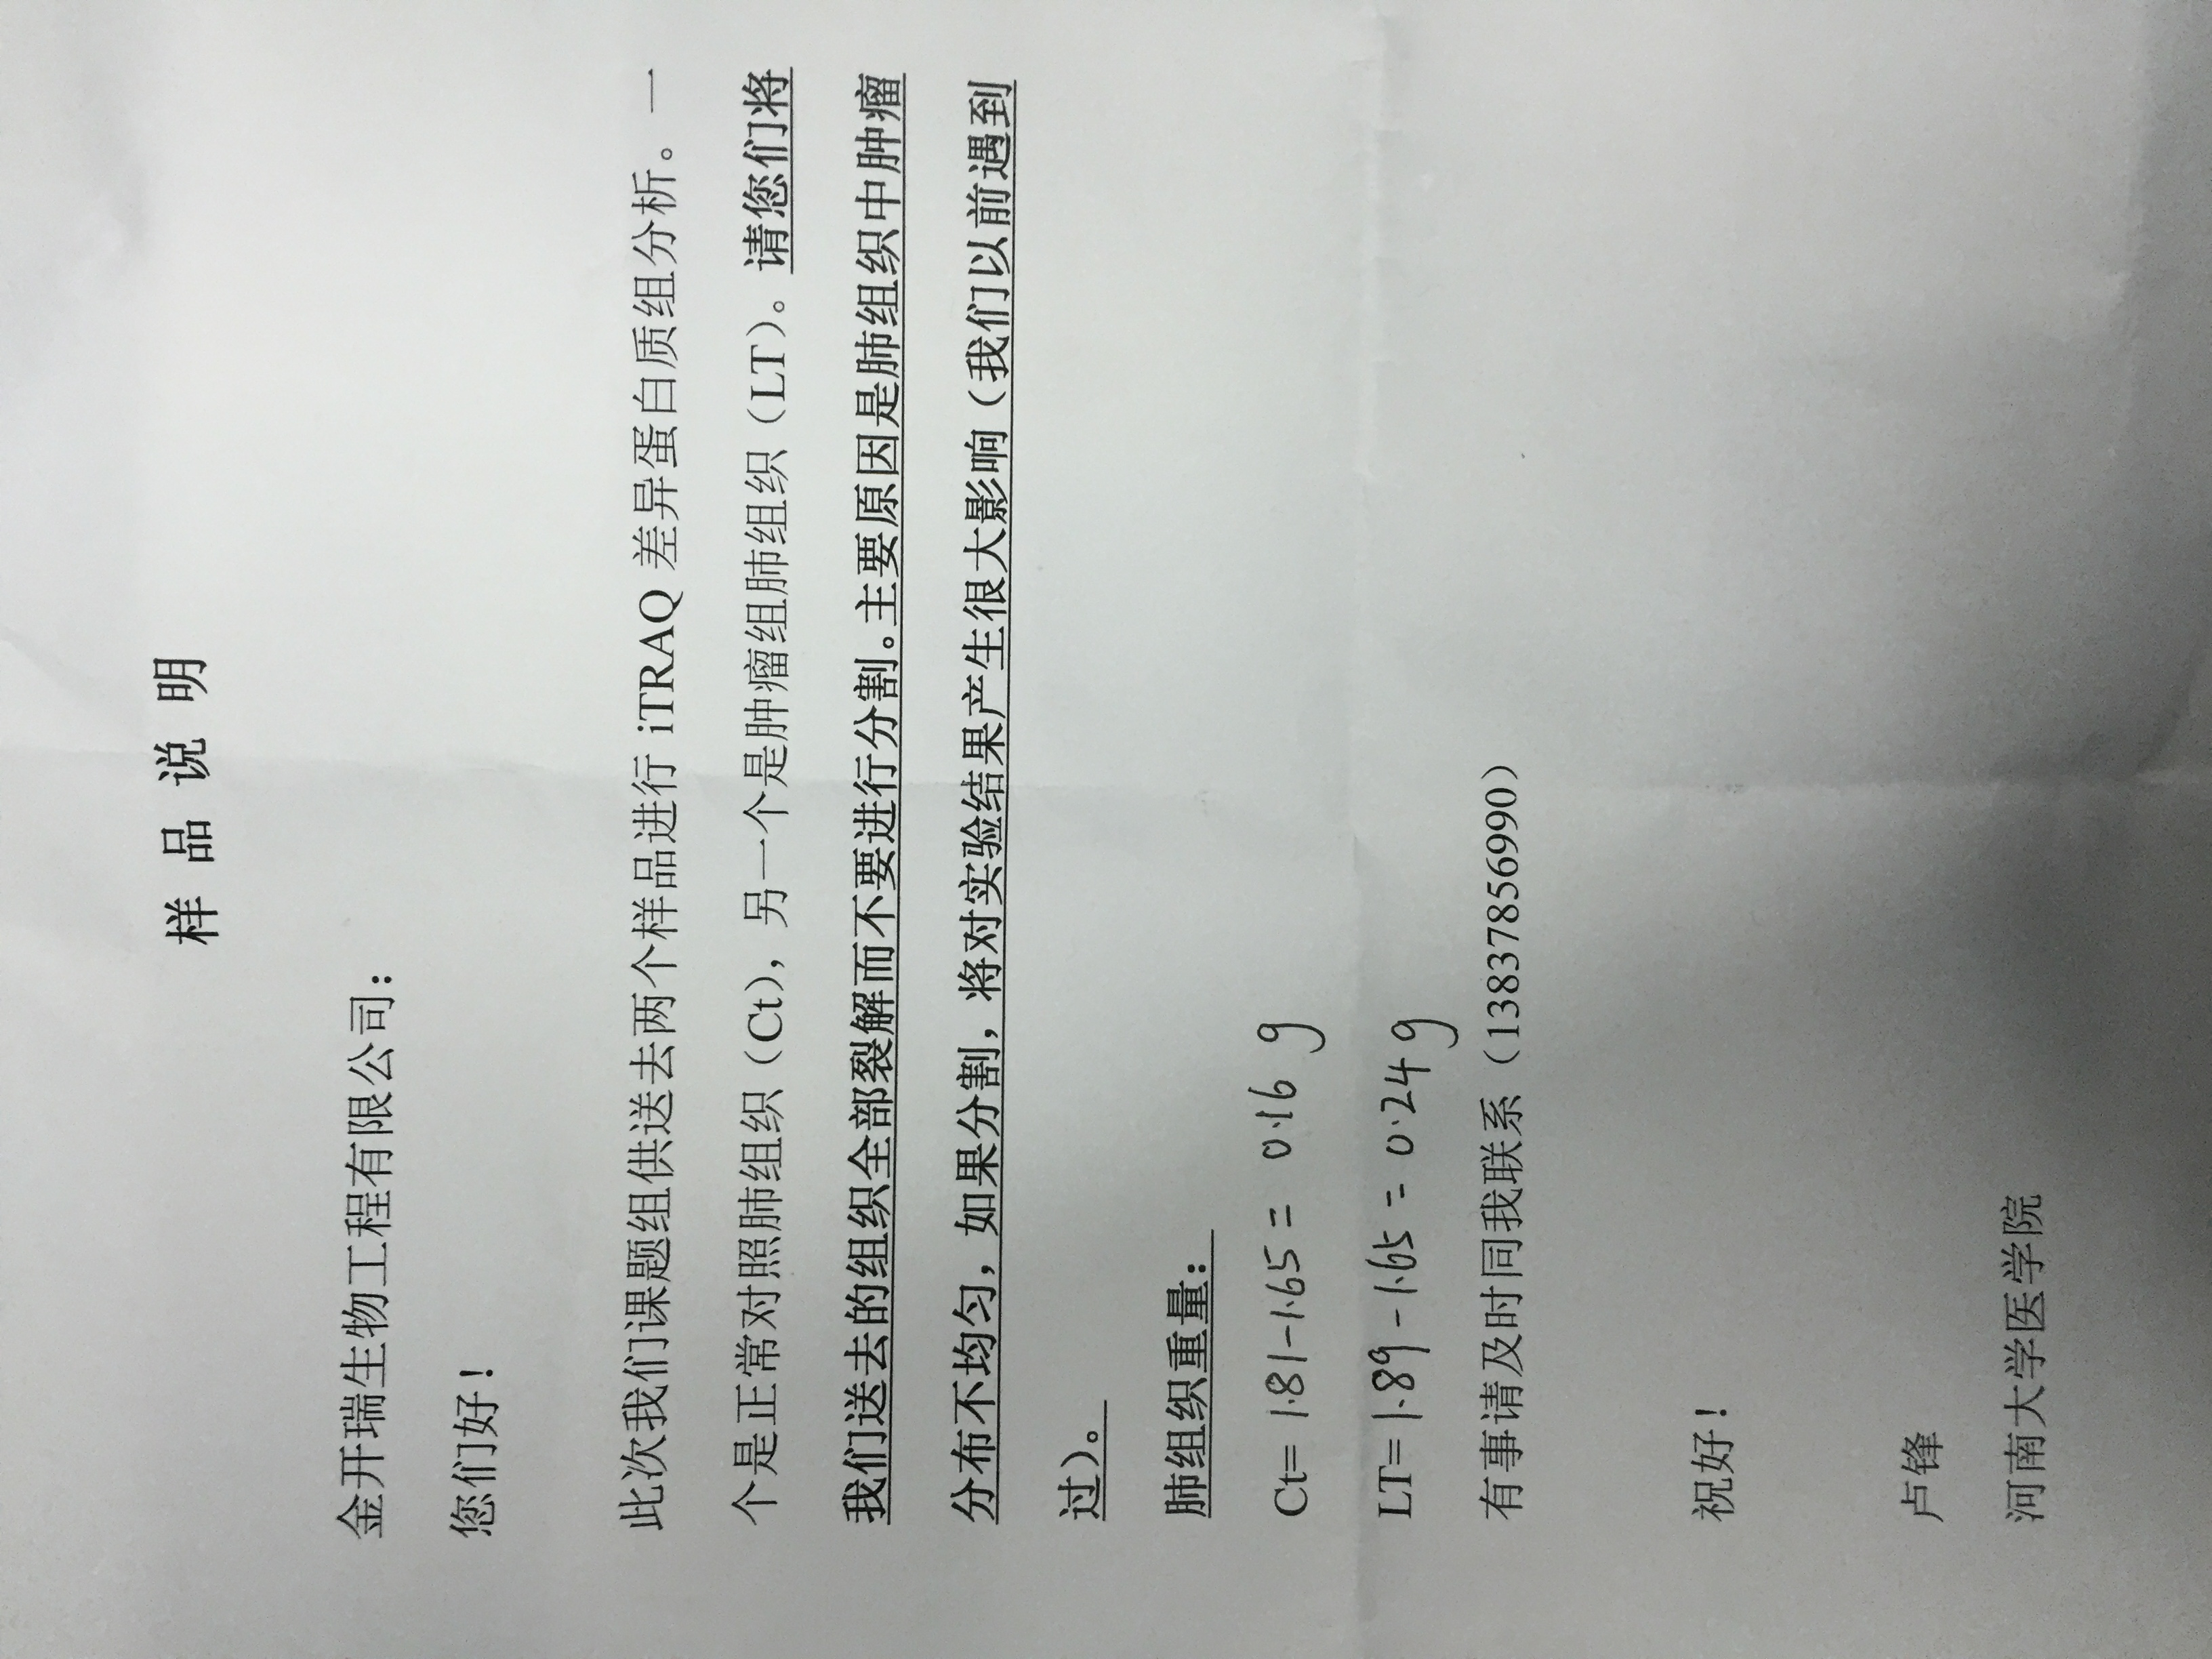 样 品 说 明
金开瑞生物工程有限公司：
您们好！
此次我们课题组供送去两个样品进行 iTRAQ 差异蛋白质组分析。一
个是正常对照肺组织（Ct），另一个是肿瘤组肺组织（LT）。请您们将
我们送去的组织全部裂解而不要进行分割。主要原因是肺组织中肿瘤
分布不均匀，如果分割，将对实验结果产生很大影响（我们以前遇到
过）。
肺组织重量：
Ct= 1.81-1.65 = 0.16 g
LT= 1.89-1.65 = 0.24 g
有事请及时同我联系（13837856990）
祝好！
卢锋
河南大学医学院